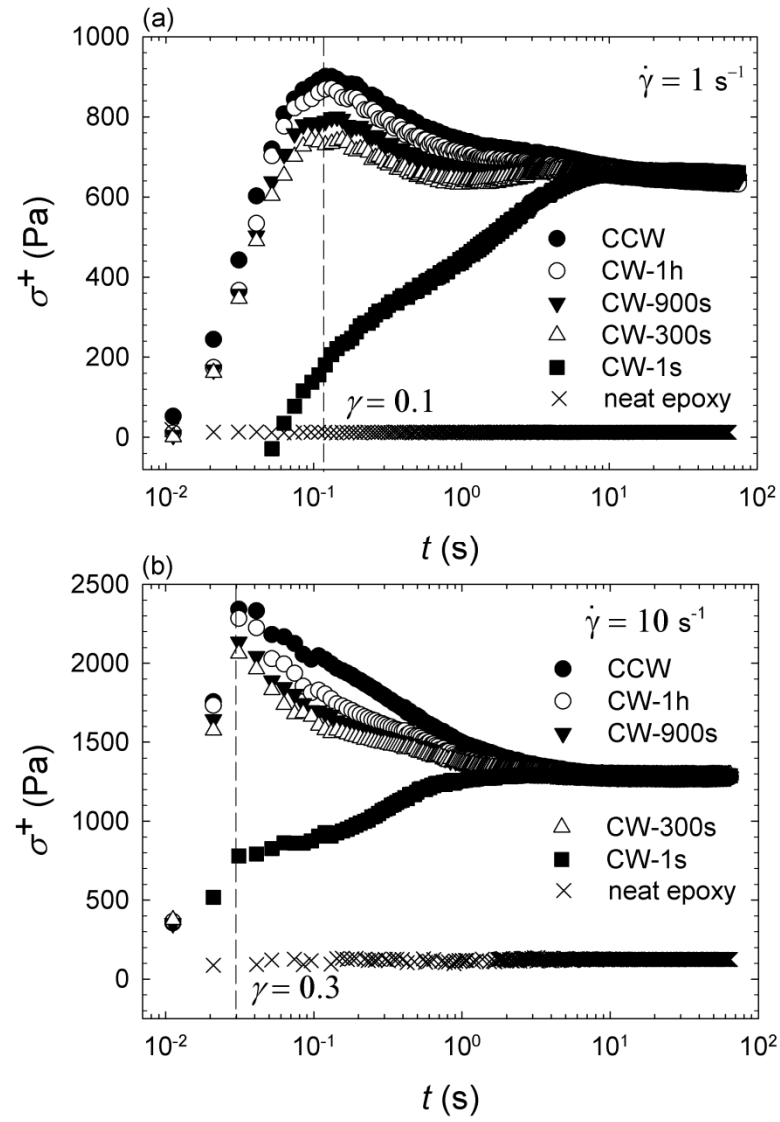 (a)
1000
800
600
400
200
0
σ⁺ (Pa)
γ̇ = 1 s⁻¹
CCW
CW-1h
CW-900s
CW-300s
CW-1s
neat epoxy
γ = 0.1
10⁻² 10⁻¹ 10⁰ 10¹ 10²
t (s)
(b)
2500
2000
1500
1000
500
0
σ⁺ (Pa)
γ̇ = 10 s⁻¹
CCW
CW-1h
CW-900s
CW-300s
CW-1s
neat epoxy
γ = 0.3
10⁻² 10⁻¹ 10⁰ 10¹ 10²
t (s)